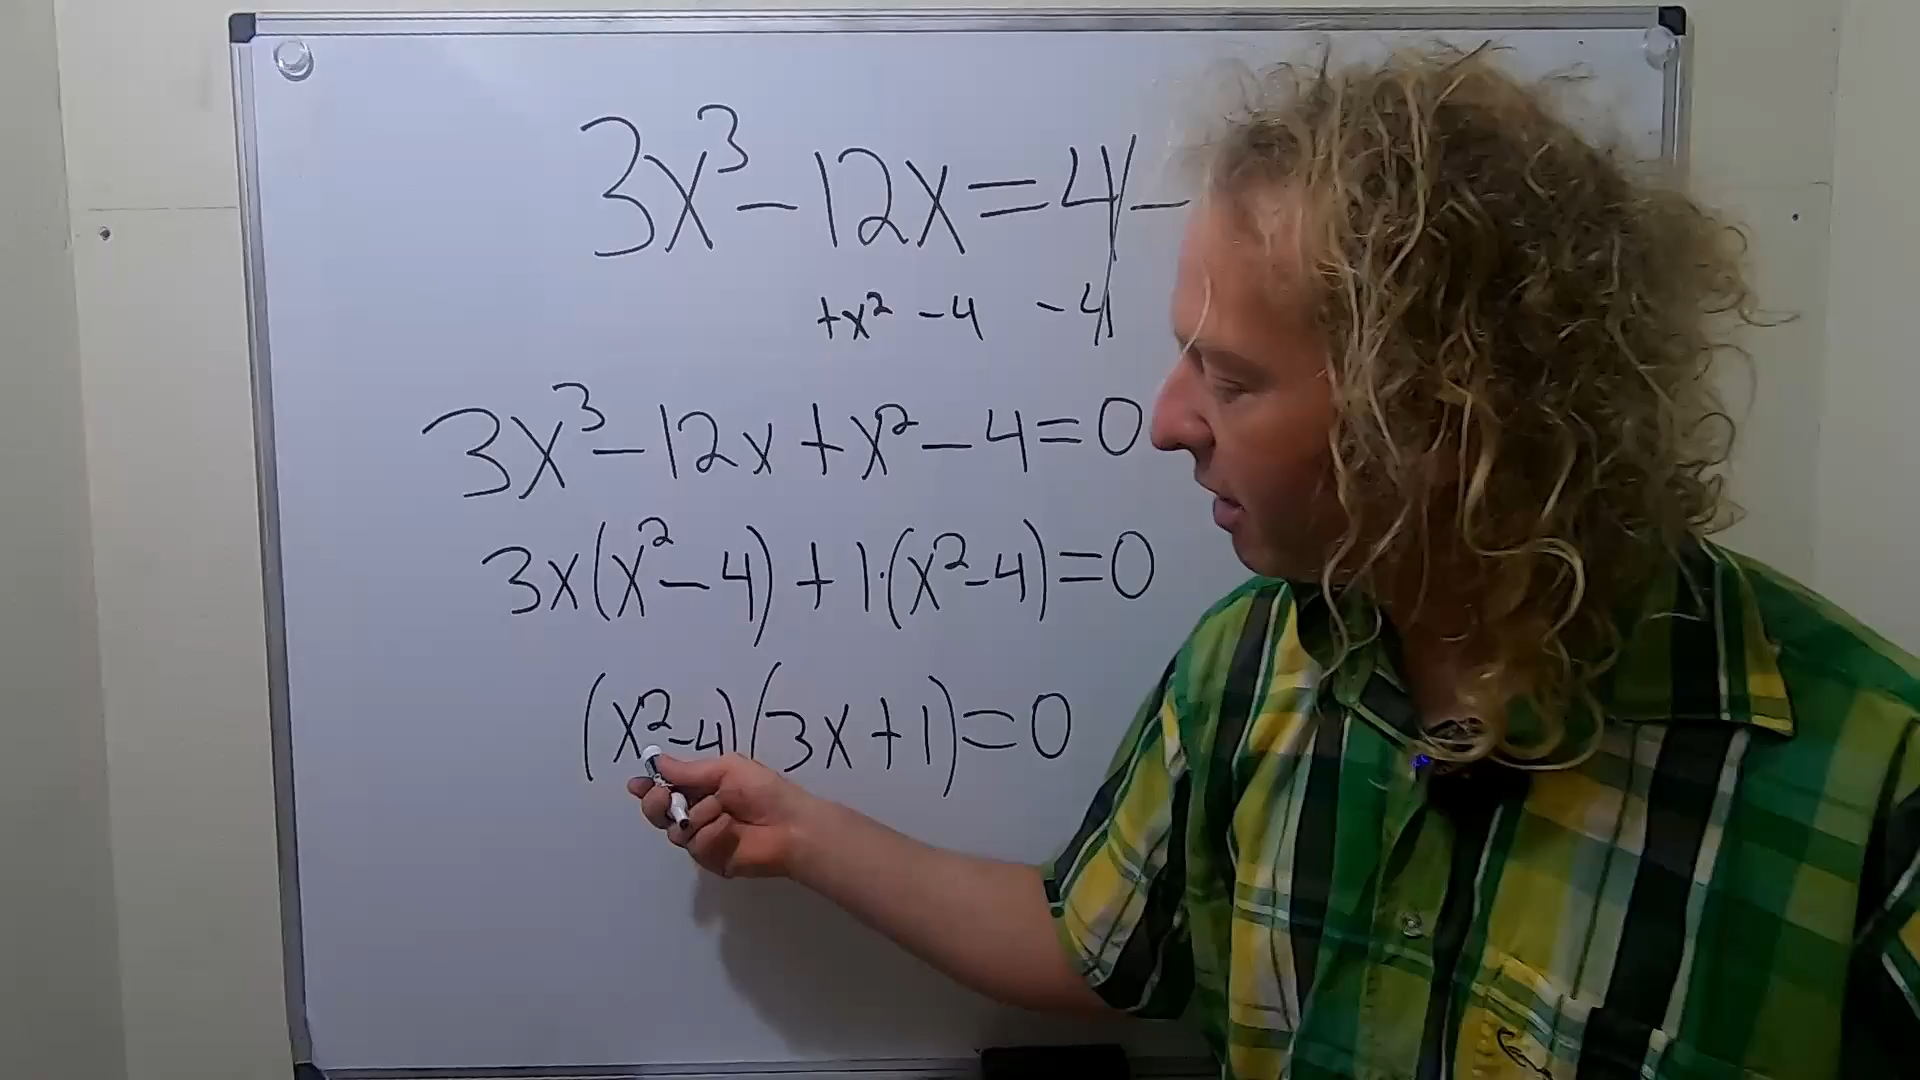 3x³ - 12x = 4 -
+x² - 4 - 4
3x³ - 12x + x² - 4 = 0
3x(x² - 4) + 1·(x² - 4) = 0
(x² - 4)(3x + 1) = 0